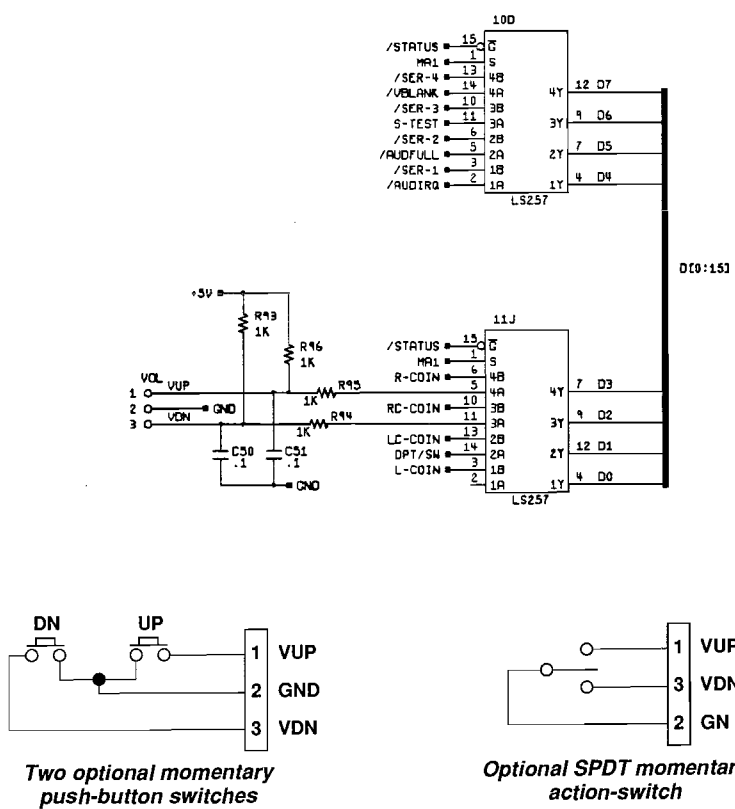 10D
/STATUS 15 G
MA1 1 S
/SER-4 13 4B
/VBLANK 14 4A 4Y 12 D7
/SER-3 10 3B
S-TEST 11 3A 3Y 9 D6
/SER-2 6 2B
/AUDFULL 5 2A 2Y 7 D5
/SER-1 3 1B
/AUDIRQ 2 1A 1Y 4 D4
LS257
D[0:15]
+5V
R93
1K
R96
1K
11J
/STATUS 15 G
MA1 1 S
R-COIN 6 4B
VOL
1 VUP
1K R95
5 4A 4Y 7 D3
2 GND
RC-COIN 10 3B
3 VDN
1K R94
11 3A 3Y 9 D2
LC-COIN 13 2B
C50
.1
C51
.1
OPT/SW 14 2A 2Y 12 D1
L-COIN 3 1B
GND
2 1A 1Y 4 D0
LS257
DN UP
1 VUP
2 GND
3 VDN
Two optional momentary
push-button switches
1 VUP
3 VDN
2 GN
Optional SPDT momentar
action-switch